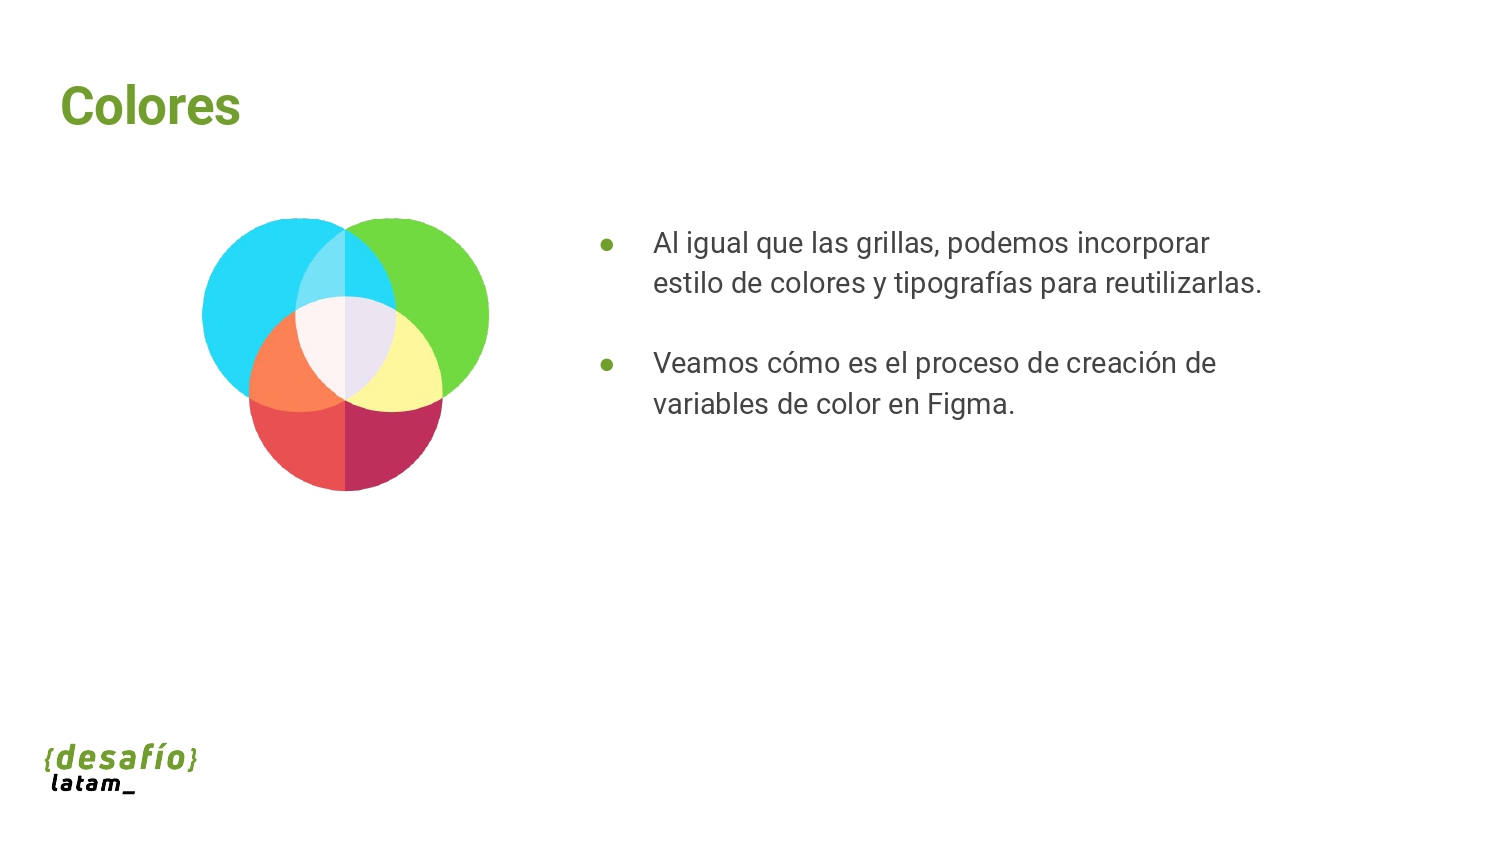 Colores
● Al igual que las grillas, podemos incorporar
estilo de colores y tipografías para reutilizarlas.
● Veamos cómo es el proceso de creación de
variables de color en Figma.
{desafío}
latam_